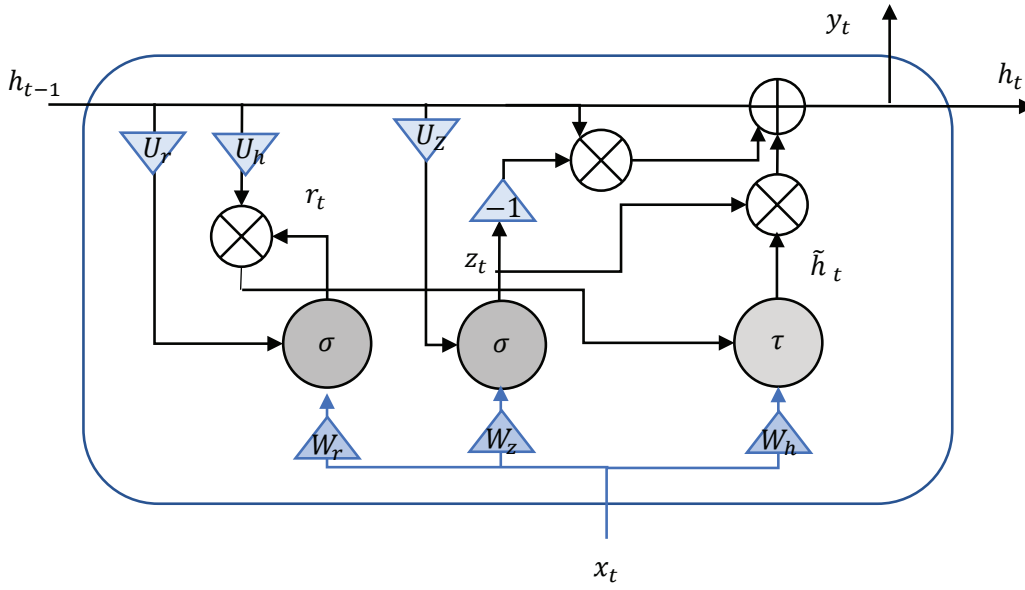 y_t
h_{t−1}
h_t
U_r
U_h
U_Z
r_t
−1
z_t
h̃_t
σ
σ
τ
W_r
W_z
W_h
x_t